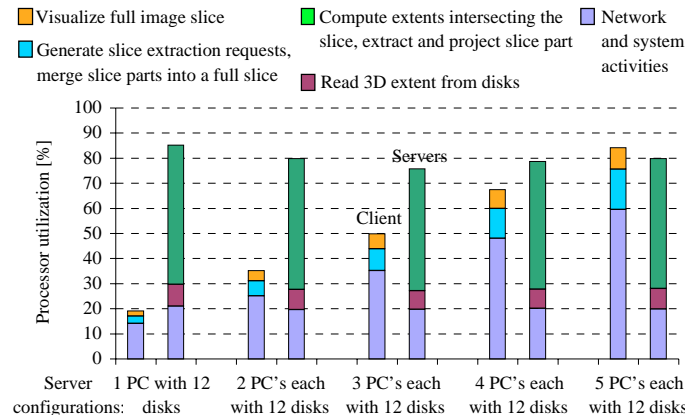 Visualize full image slice
Generate slice extraction requests,
merge slice parts into a full slice
Compute extents intersecting the
slice, extract and project slice part
Read 3D extent from disks
Network
and system
activities
Processor utilization [%]
100
90
80
70
60
50
40
30
20
10
0
Client
Servers
Server
configurations:
1 PC with 12
disks
2 PC's each
with 12 disks
3 PC's each
with 12 disks
4 PC's each
with 12 disks
5 PC's each
with 12 disks